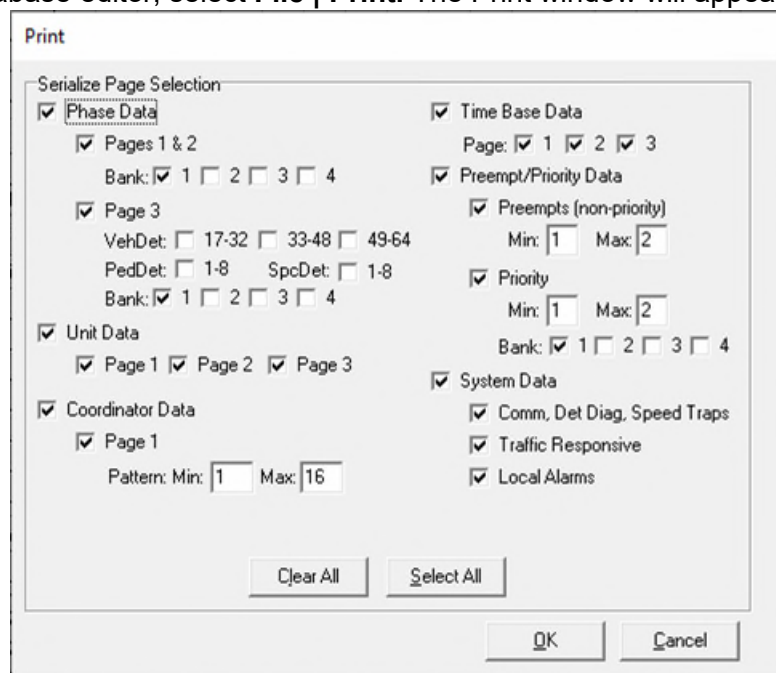 abase editor, select File | Print. The Print window will appea
Print
Serialize Page Selection
Phase Data
Pages 1 & 2
Bank: 1 2 3 4
Page 3
VehDet: 17-32 33-48 49-64
PedDet: 1-8 SpcDet: 1-8
Bank: 1 2 3 4
Unit Data
Page 1 Page 2 Page 3
Coordinator Data
Page 1
Pattern: Min: 1 Max: 16
Time Base Data
Page: 1 2 3
Preempt/Priority Data
Preempts (non-priority)
Min: 1 Max: 2
Priority
Min: 1 Max: 2
Bank: 1 2 3 4
System Data
Comm, Det Diag, Speed Traps
Traffic Responsive
Local Alarms
Clear All Select All
OK Cancel